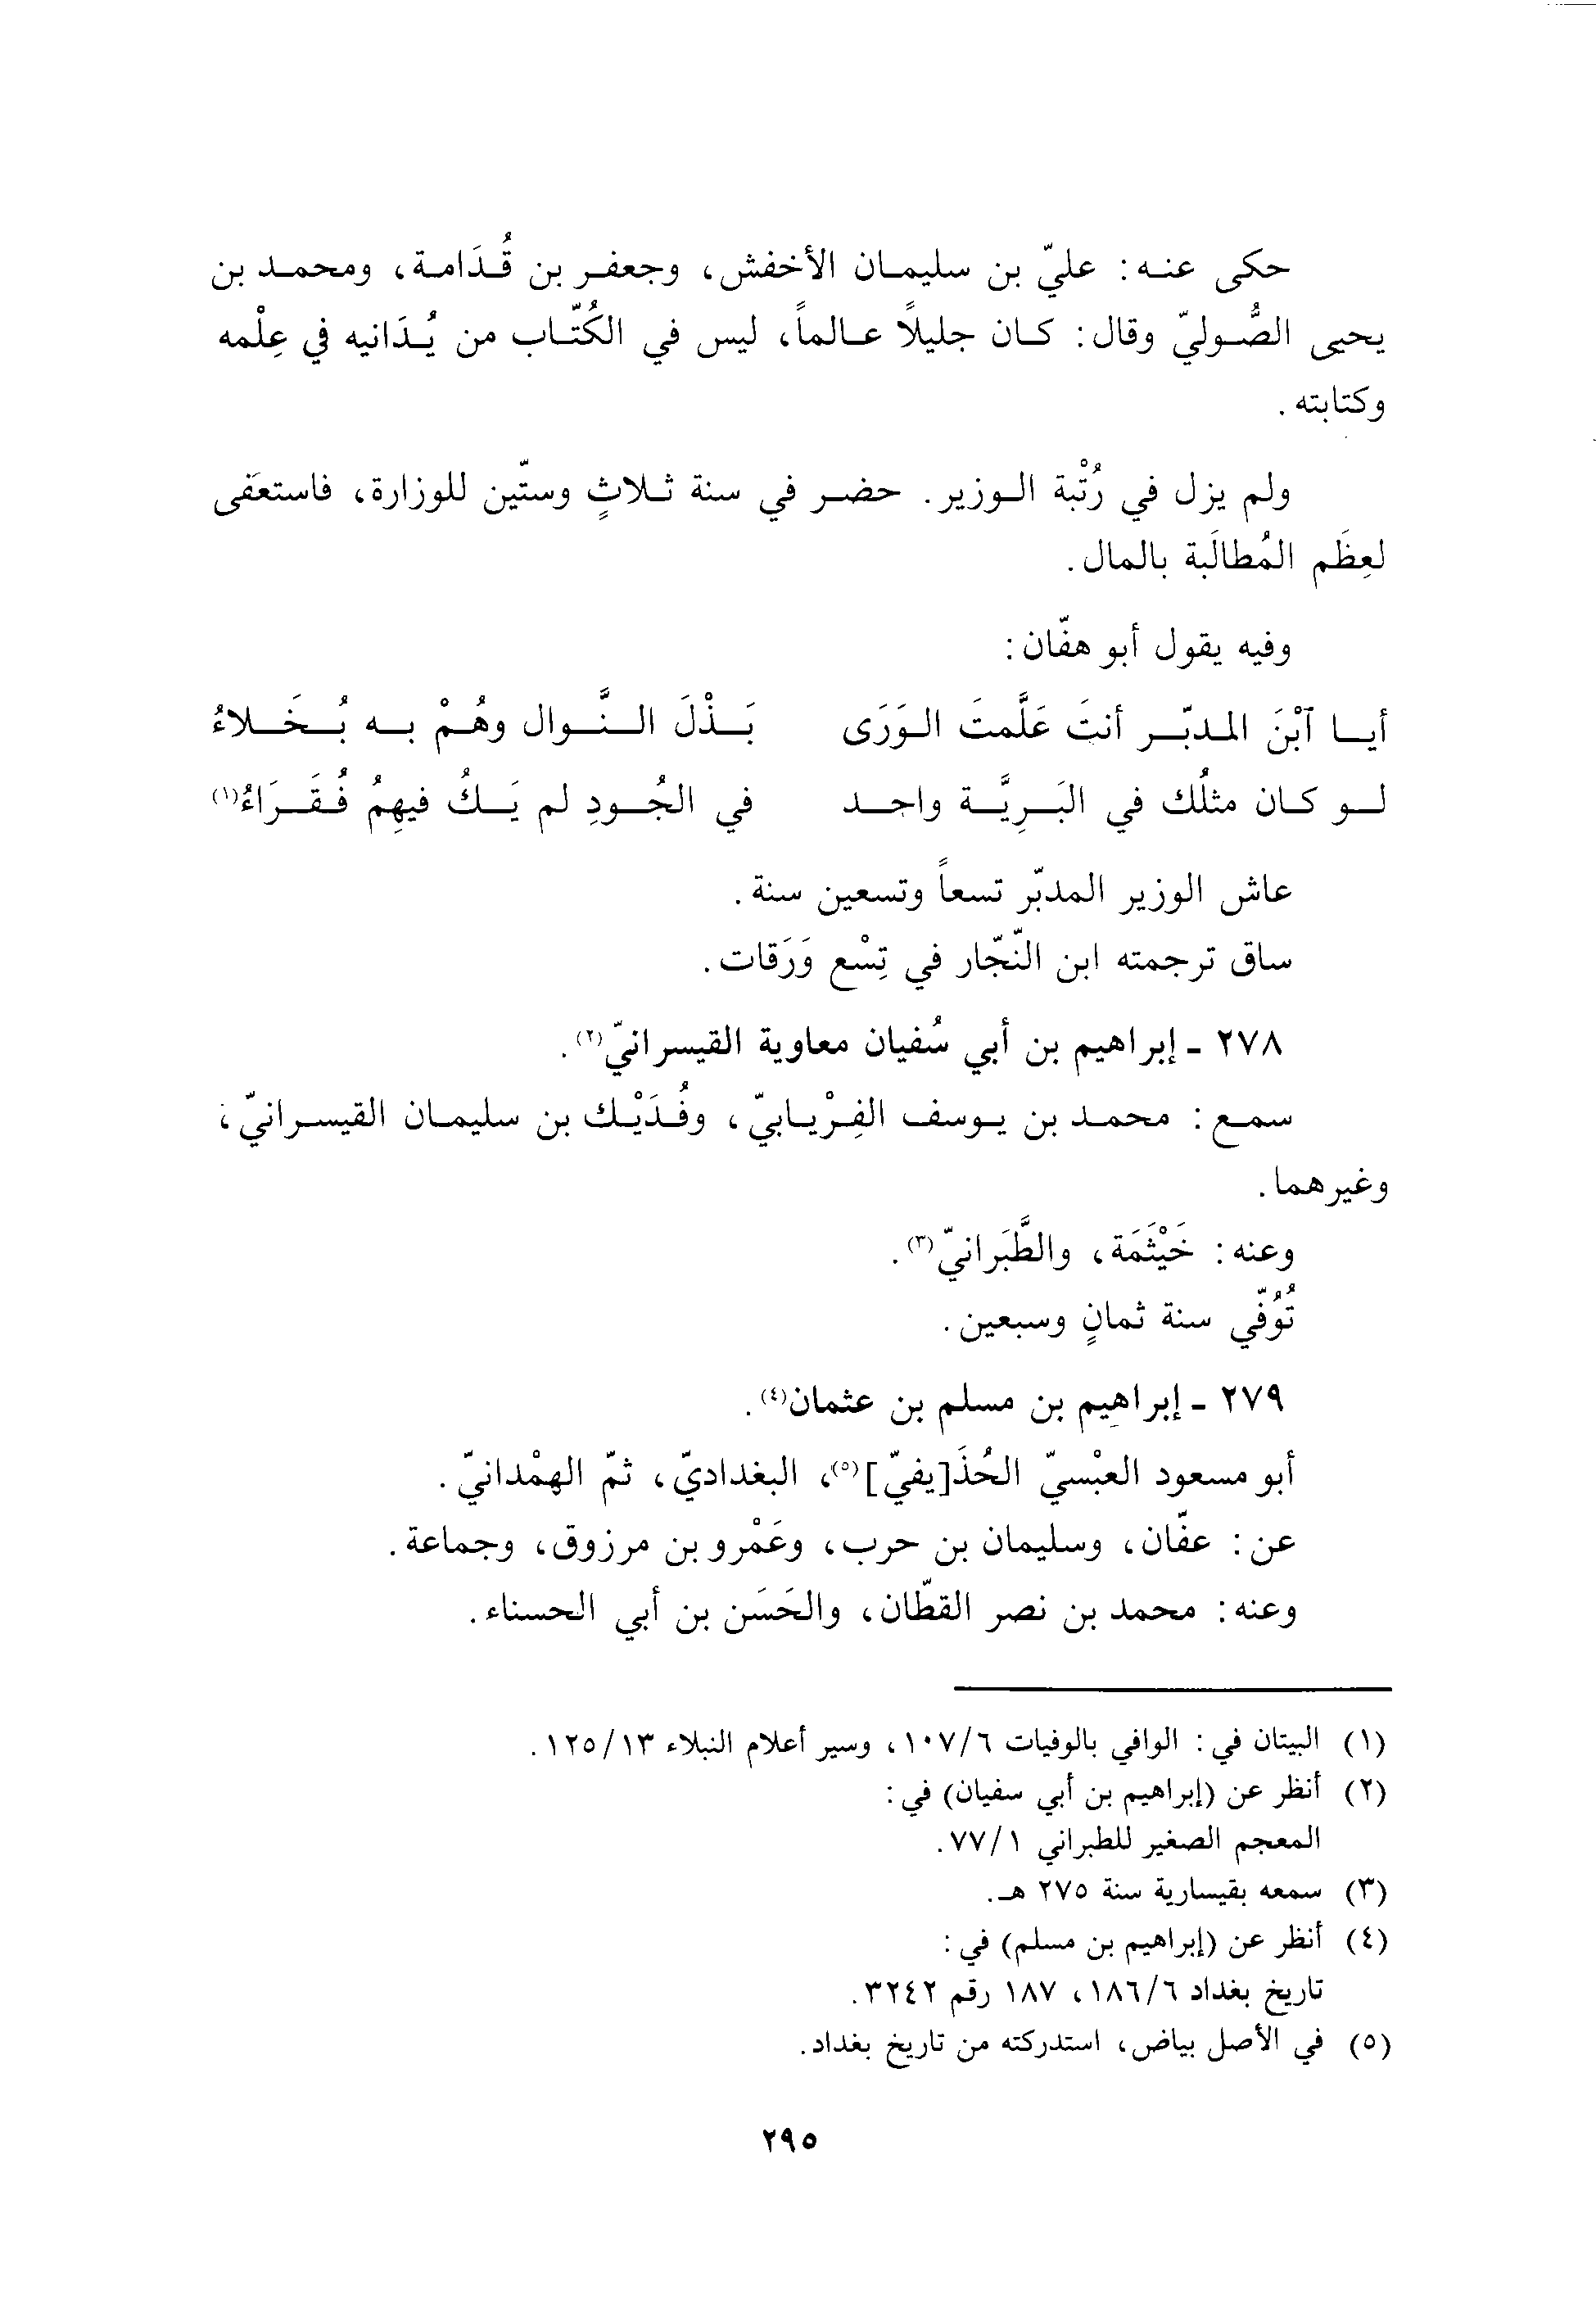 حكى عنه: عليّ بن سليمان الأخفش، وجعفر بن قُدَامة، ومحمد بن
يحيى الصُّوليّ وقال: كان جليلاً عالماً، ليس في الكُتّاب من يُدَانيه في عِلْمه
وكتابته.
ولم يزل في رُتْبة الوزير. حضر في سنة ثلاثٍ وستّين للوزارة، فاستعَفى
لعِظَم المُطالَبة بالمال.
وفيه يقول أبو هفّان:
أيا آبْنَ المدبّر أنتَ عَلَّمتَ الوَرَى بَذْلَ النَّوال وهُمْ به بُخَلاءُ
لو كان مثلُك في البَرِيَّة واحد في الجُودِ لم يَكُ فيهِمُ فُقَرَاءُ(١)
عاش الوزير المدبّر تسعاً وتسعين سنة.
ساق ترجمته ابن النّجّار في تِسْع وَرَقات.
٢٧٨ - إبراهيم بن أبي سُفيان معاوية القيسرانيّ(٢).
سمع: محمد بن يوسف الفِرْيابيّ، وفُدَيْك بن سليمان القيسرانيّ،
وغيرهما.
وعنه: خَيْثَمَة، والطَّبَرانيّ(٣).
تُوُفّي سنة ثمانٍ وسبعين.
٢٧٩ - إبراهيم بن مسلم بن عثمان(٤).
أبو مسعود العبْسيّ الحُذَ[يفيّ](٥)، البغداديّ، ثمّ الهمْدانيّ.
عن: عفّان، وسليمان بن حرب، وعَمْرو بن مرزوق، وجماعة.
وعنه: محمد بن نصر القطّان، والحَسَن بن أبي الحسناء.
(١) البيتان في: الوافي بالوفيات ٦/١٠٧، وسير أعلام النبلاء ١٣/١٢٥.
(٢) أنظر عن (إبراهيم بن أبي سفيان) في:
المعجم الصغير للطبراني ١/٧٧.
(٣) سمعه بقيسارية سنة ٢٧٥ هـ.
(٤) أنظر عن (إبراهيم بن مسلم) في:
تاريخ بغداد ٦/١٨٦، ١٨٧ رقم ٣٢٤٢.
(٥) في الأصل بياض، استدركته من تاريخ بغداد.
٢٩٥